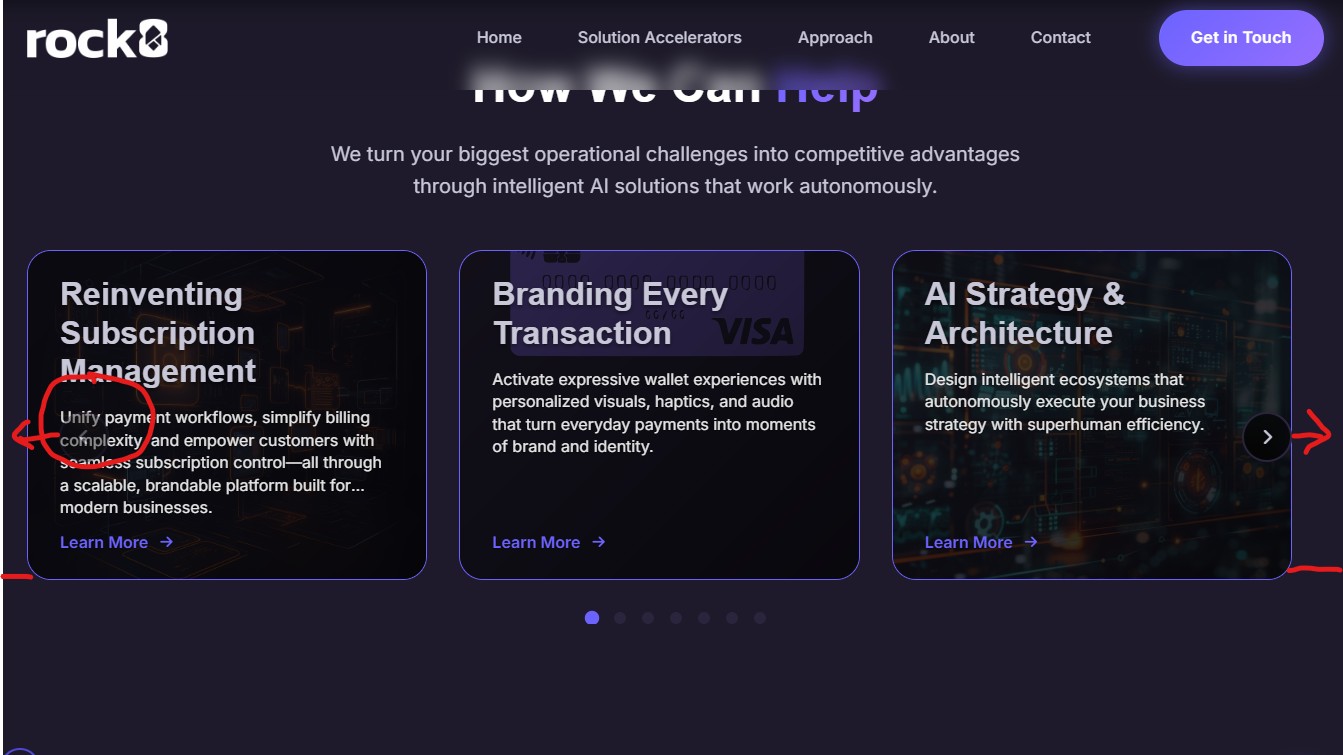 rock8
Home Solution Accelerators Approach About Contact Get in Touch
How We Can Help
We turn your biggest operational challenges into competitive advantages
through intelligent AI solutions that work autonomously.
Reinventing
Subscription
Management
Unify payment workflows, simplify billing
complexity, and empower customers with
seamless subscription control—all through
a scalable, brandable platform built for...
modern businesses.
Learn More →
0000 0000 0000 0000
00/00
VISA
Branding Every
Transaction
Activate expressive wallet experiences with
personalized visuals, haptics, and audio
that turn everyday payments into moments
of brand and identity.
Learn More →
AI Strategy &
Architecture
Design intelligent ecosystems that
autonomously execute your business
strategy with superhuman efficiency.
Learn More →